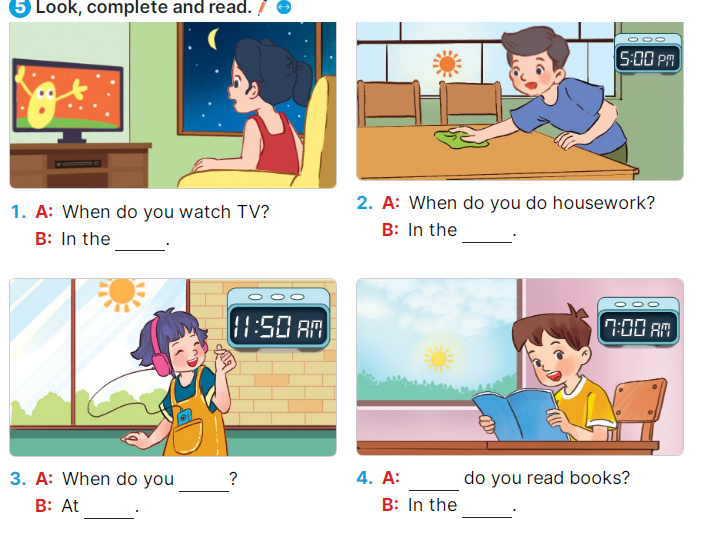 5 Look, complete and read.
5:00 PM
1. A: When do you watch TV?
B: In the _____.
2. A: When do you do housework?
B: In the _____.
11:50 AM
7:00 AM
3. A: When do you _____?
B: At _____.
4. A: _____ do you read books?
B: In the _____.